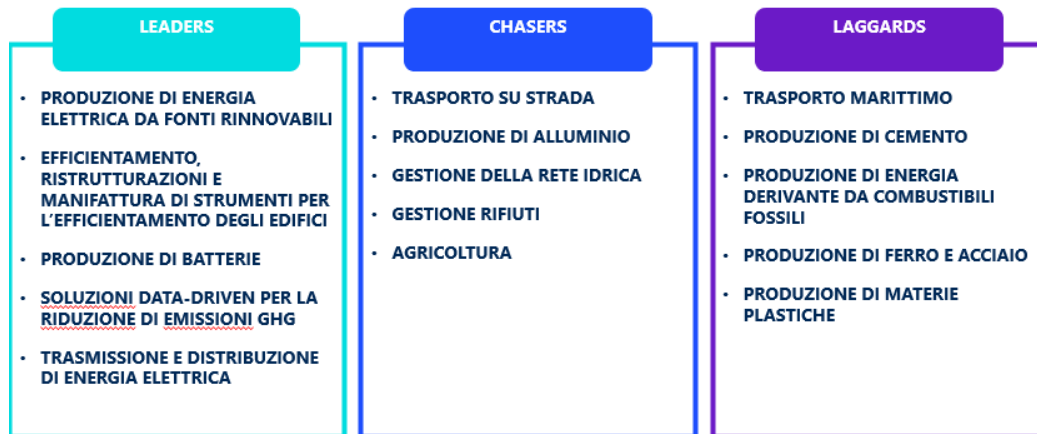 LEADERS
• PRODUZIONE DI ENERGIA
ELETTRICA DA FONTI RINNOVABILI
• EFFICIENTAMENTO,
RISTRUTTURAZIONI E
MANIFATTURA DI STRUMENTI PER
L'EFFICIENTAMENTO DEGLI EDIFICI
• PRODUZIONE DI BATTERIE
• SOLUZIONI DATA-DRIVEN PER LA
RIDUZIONE DI EMISSIONI GHG
• TRASMISSIONE E DISTRIBUZIONE
DI ENERGIA ELETTRICA
CHASERS
• TRASPORTO SU STRADA
• PRODUZIONE DI ALLUMINIO
• GESTIONE DELLA RETE IDRICA
• GESTIONE RIFIUTI
• AGRICOLTURA
LAGGARDS
• TRASPORTO MARITTIMO
• PRODUZIONE DI CEMENTO
• PRODUZIONE DI ENERGIA
DERIVANTE DA COMBUSTIBILI
FOSSILI
• PRODUZIONE DI FERRO E ACCIAIO
• PRODUZIONE DI MATERIE
PLASTICHE